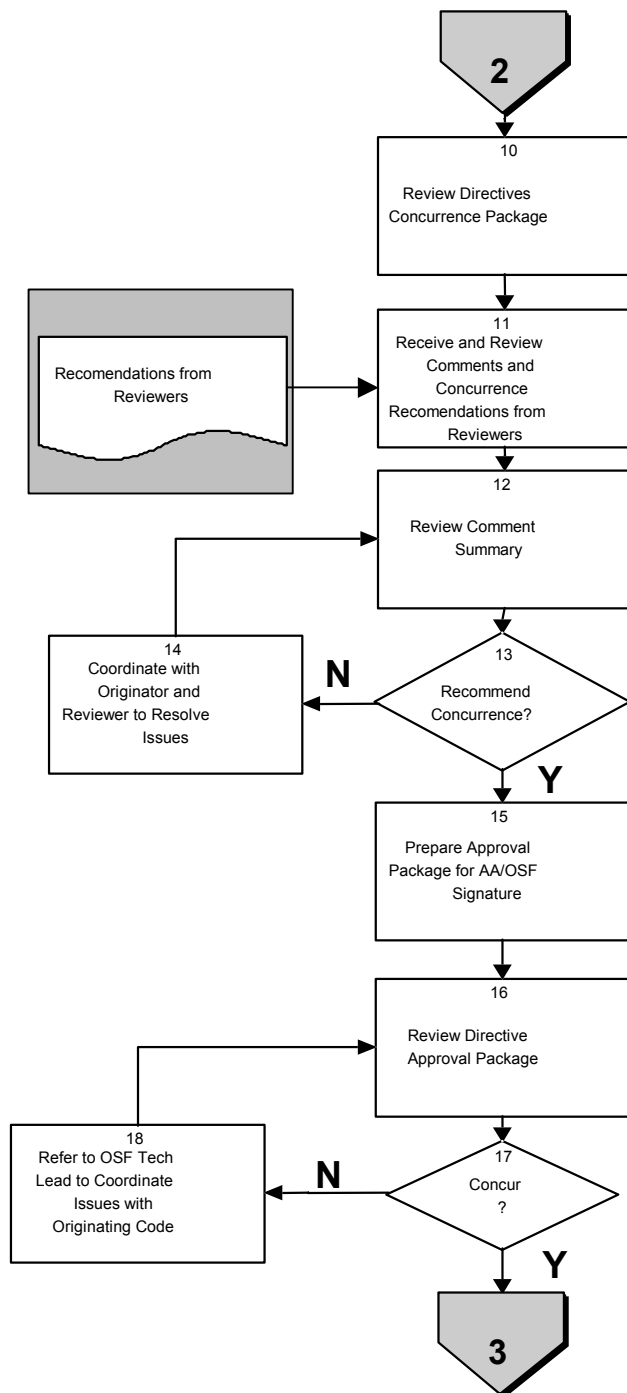 2
10
Review Directives
Concurrence Package
11
Receive and Review
Comments and
Concurrence
Recomendations from
Reviewers
Recomendations from
Reviewers
12
Review Comment
Summary
13
Recommend
Concurrence?
N
14
Coordinate with
Originator and
Reviewer to Resolve
Issues
Y
15
Prepare Approval
Package for AA/OSF
Signature
16
Review Directive
Approval Package
17
Concur
?
N
18
Refer to OSF Tech
Lead to Coordinate
Issues with
Originating Code
Y
3